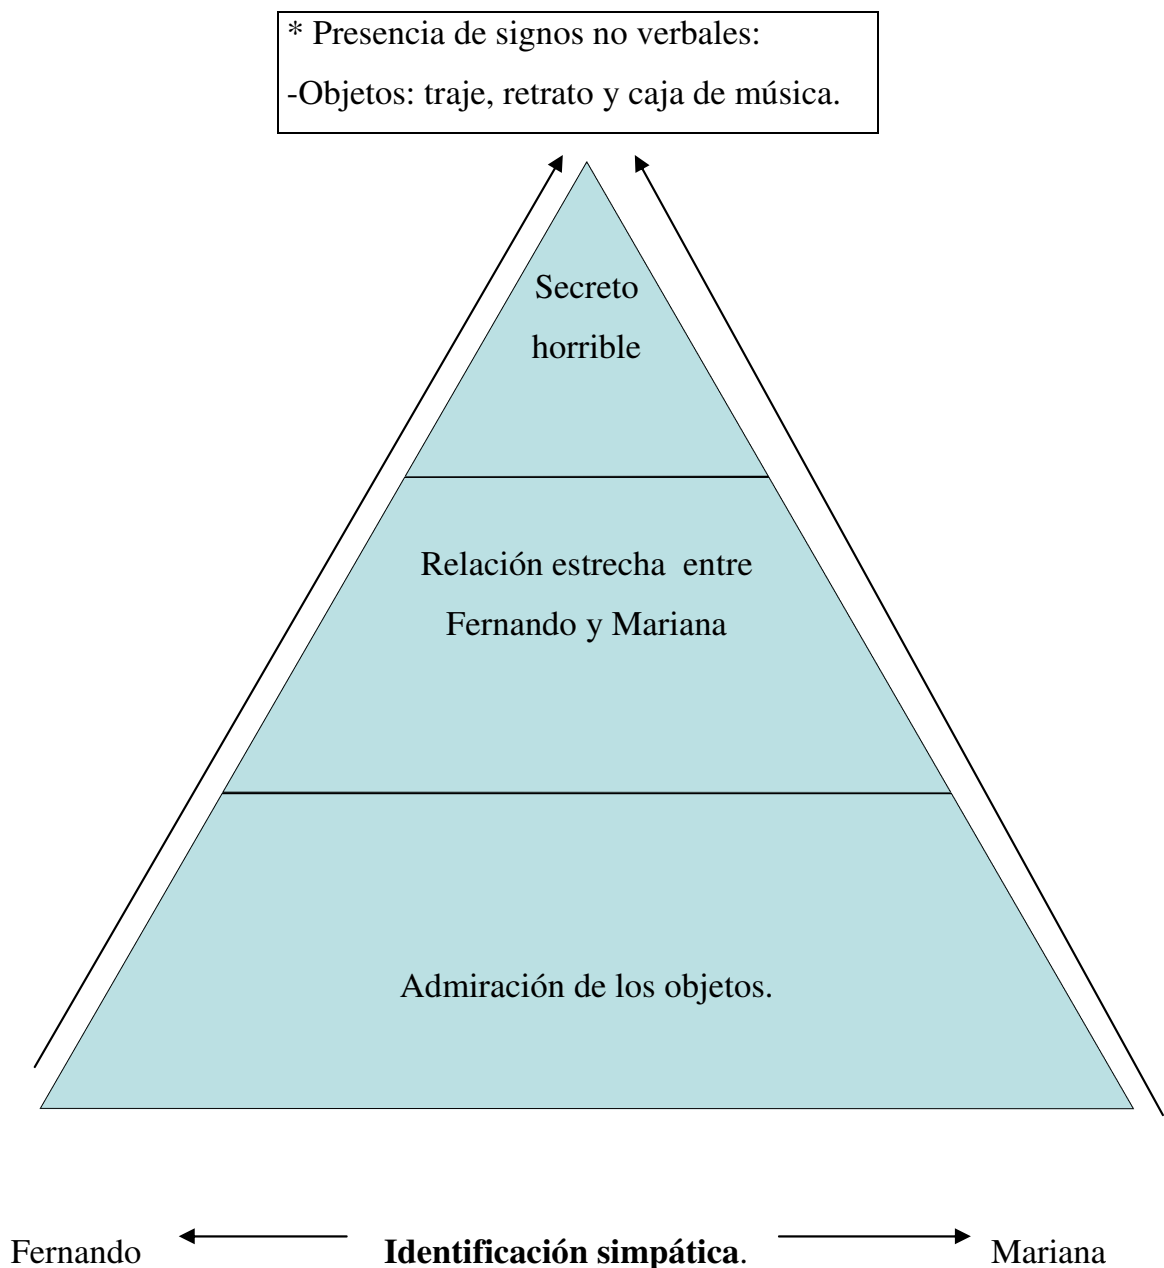 * Presencia de signos no verbales:
-Objetos: traje, retrato y caja de música.
Secreto
horrible
Relación estrecha entre
Fernando y Mariana
Admiración de los objetos.
Fernando Identificación simpática. Mariana